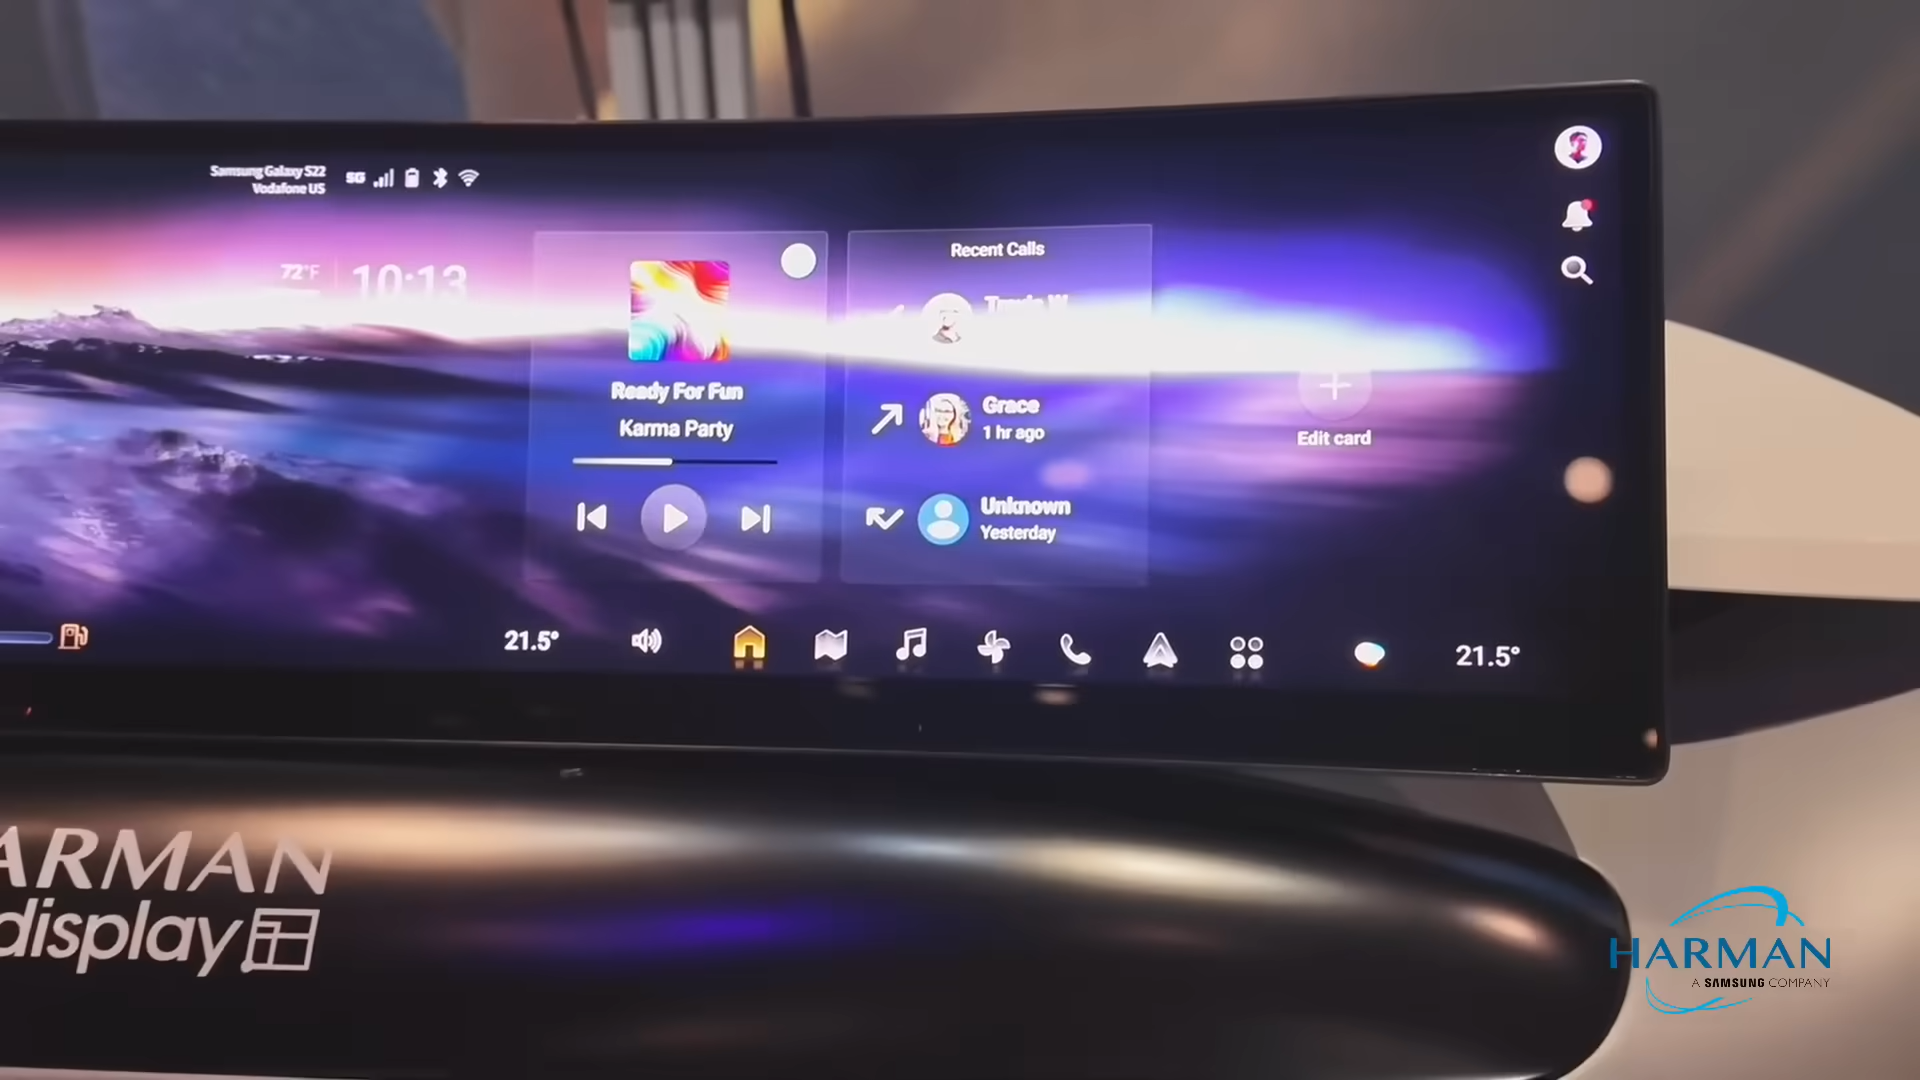 Samsung Galaxy S22
Vodafone US
5G
72°F
10:13
Ready For Fun
Karma Party
Recent Calls
Grace
1 hr ago
Unknown
Yesterday
Edit card
21.5°
21.5°
ARMAN
display
HARMAN
A SAMSUNG COMPANY